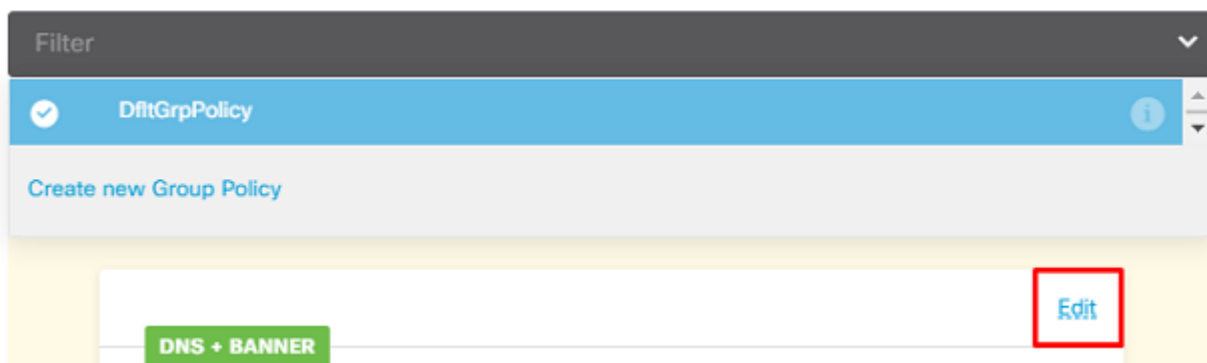 Filter
DfltGrpPolicy
Create new Group Policy
Edit
DNS + BANNER